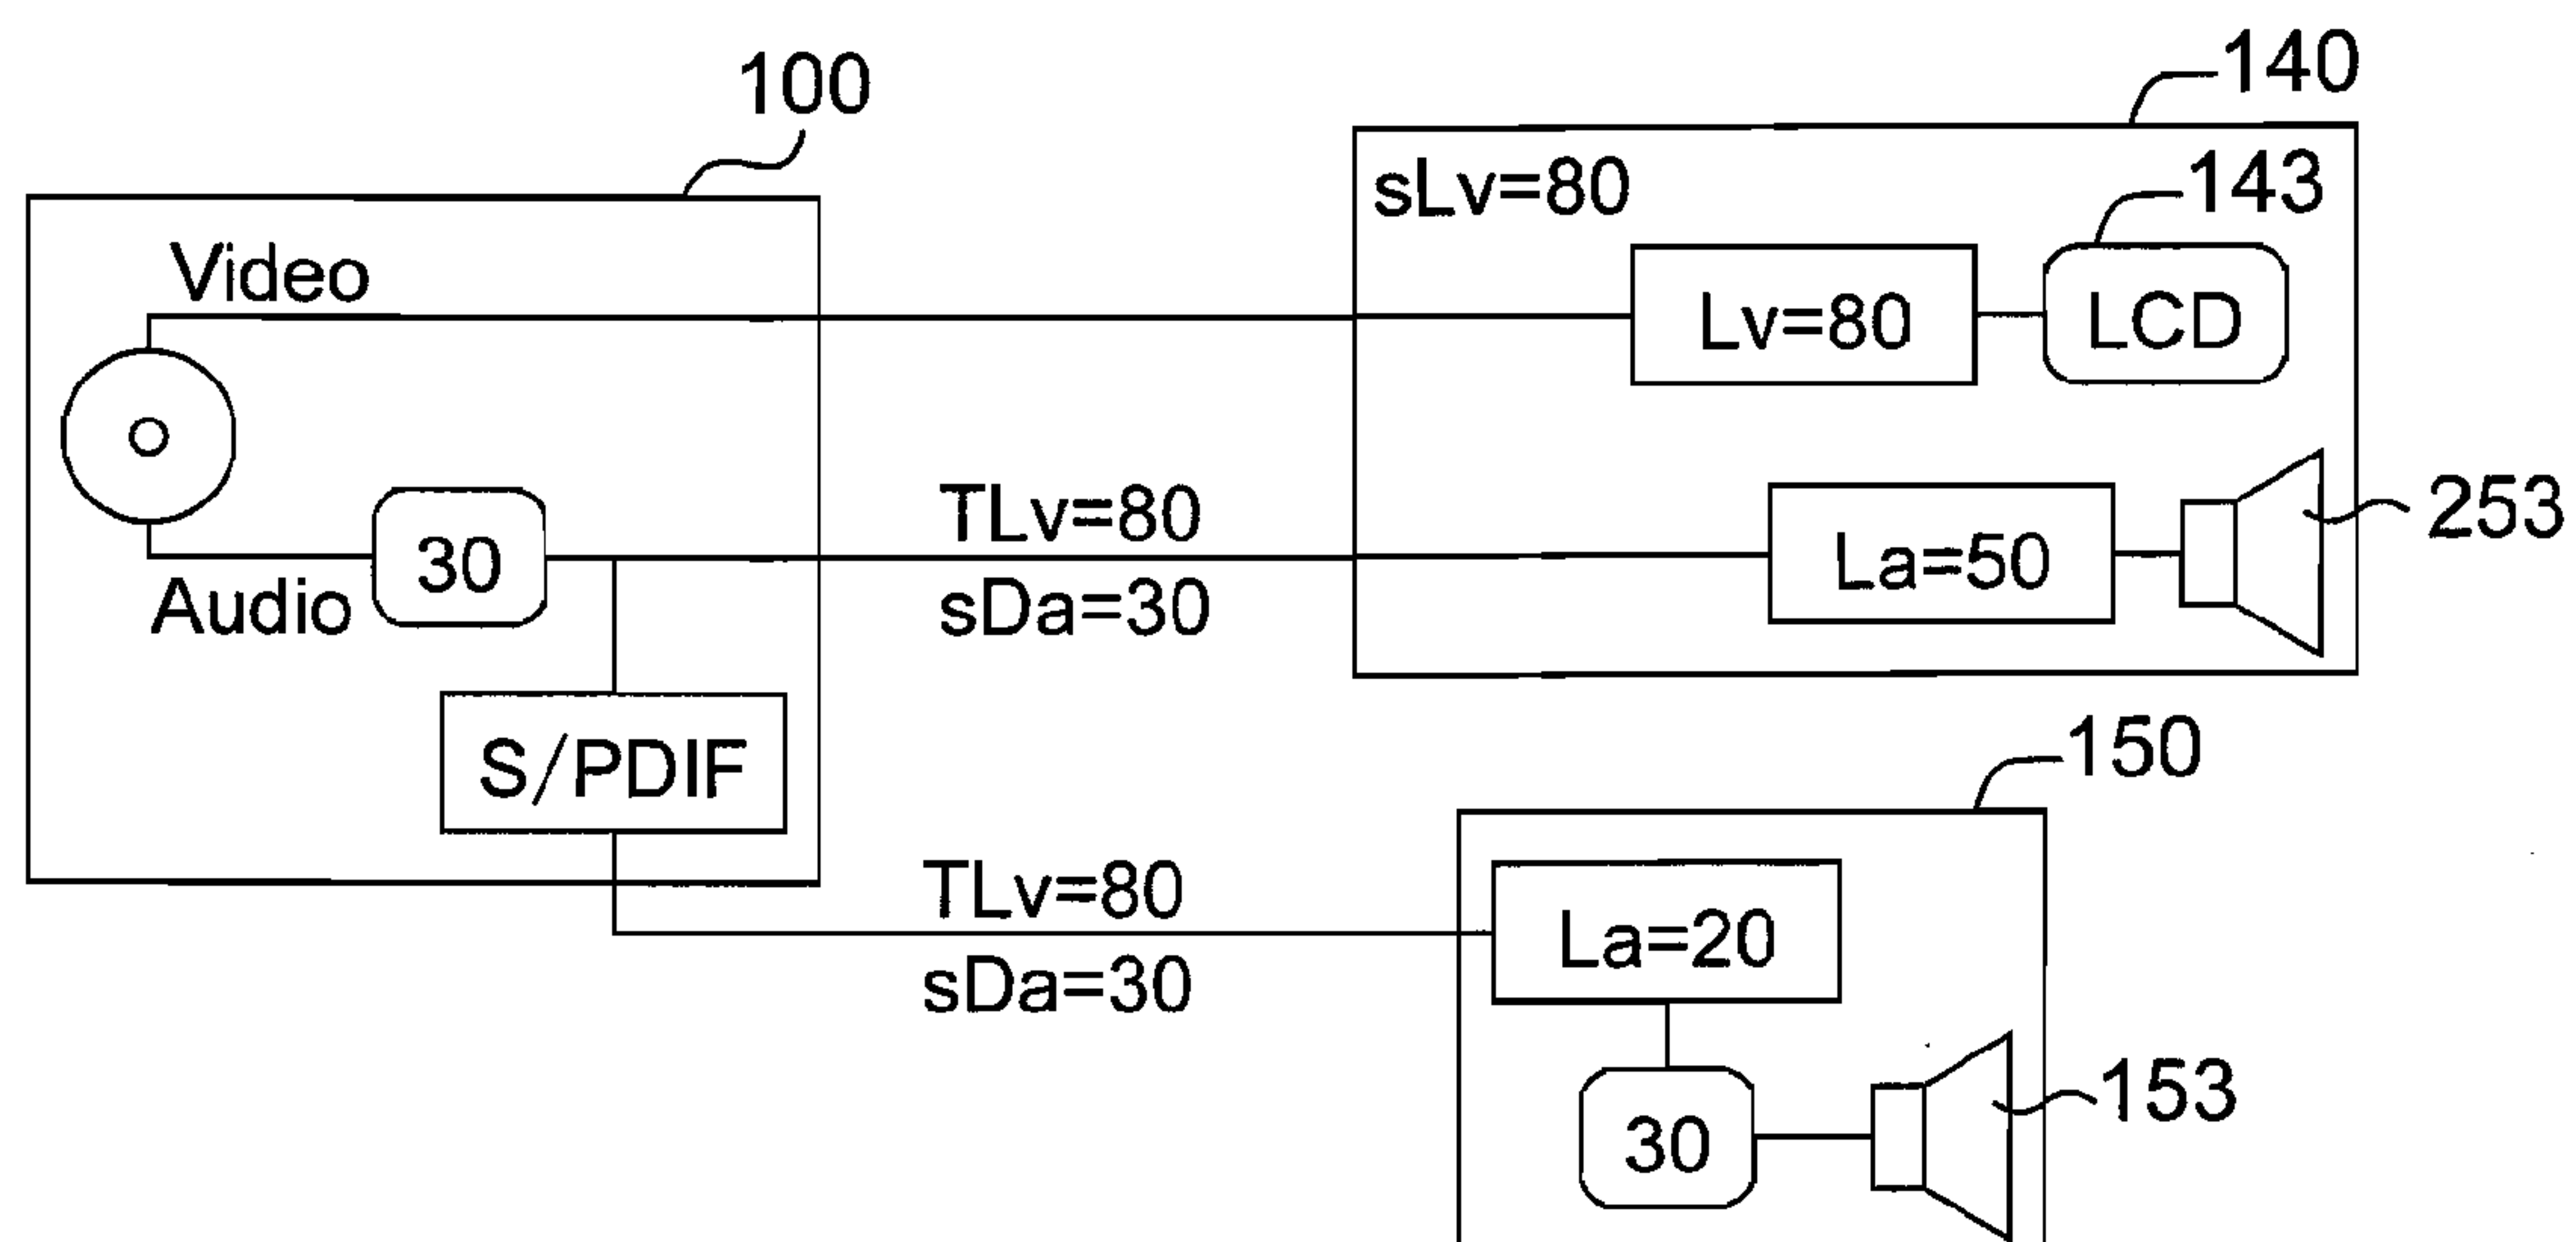 100
140
sLv=80
143
Video
Lv=80
LCD
TLv=80
253
30
La=50
Audio
sDa=30
150
S/PDIF
TLv=80
La=20
sDa=30
153
30